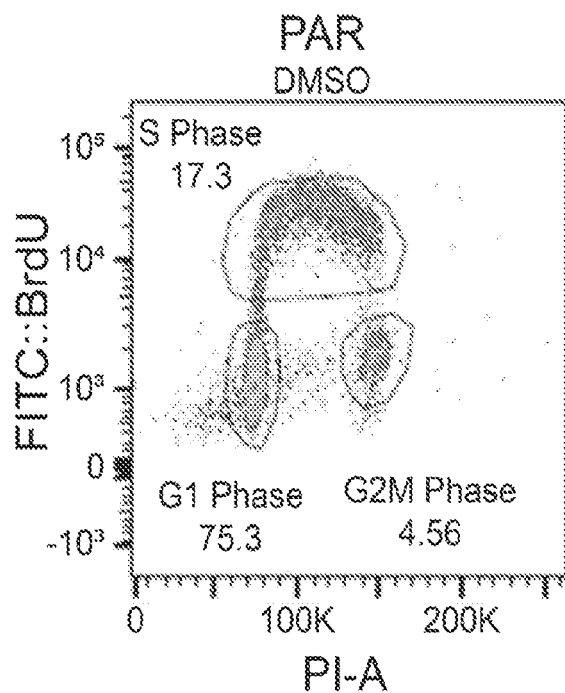 PAR
DMSO
S Phase
17.3
10⁵
10⁴
10³
0
-10³
FITC::BrdU
G1 Phase
75.3
G2M Phase
4.56
0
100K
200K
PI-A